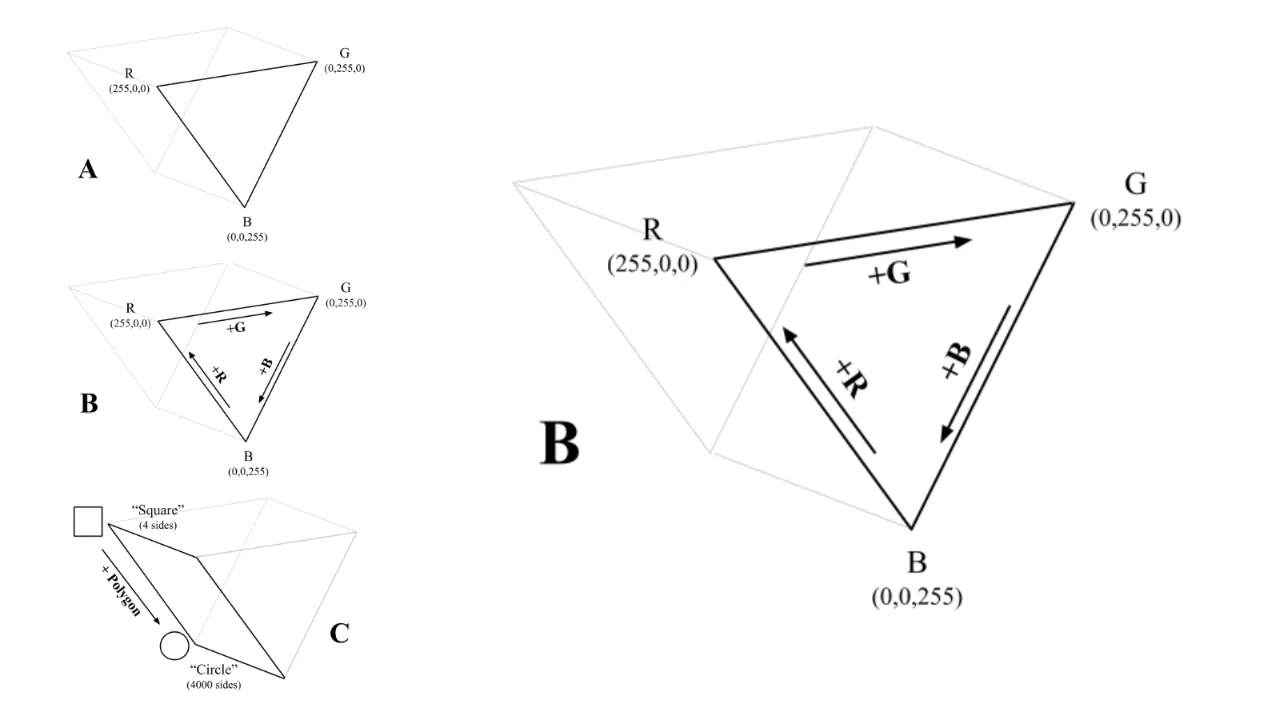 R
(255,0,0)
G
(0,255,0)
A
B
(0,0,255)
R
(255,0,0)
G
(0,255,0)
+G
+B
+R
B
B
(0,0,255)
“Square”
(4 sides)
+ Polygon
C
“Circle”
(4000 sides)
G
(0,255,0)
R
(255,0,0)
+G
+B
+R
B
B
(0,0,255)